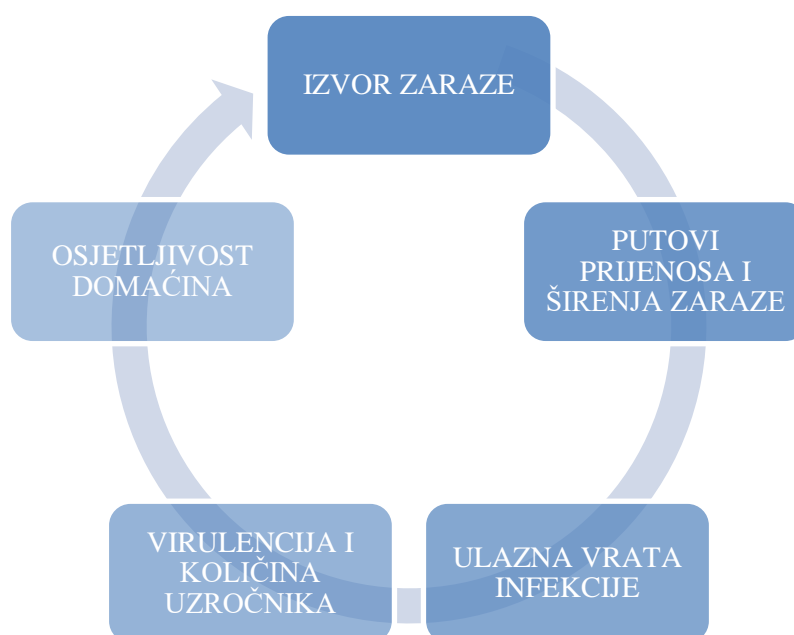 IZVOR ZARAZE
PUTOVI
PRIJENOSA I
ŠIRENJA ZARAZE
ULAZNA VRATA
INFEKCIJE
VIRULENCIJA I
KOLIČINA
UZROČNIKA
OSJETLJIVOST
DOMAĆINA